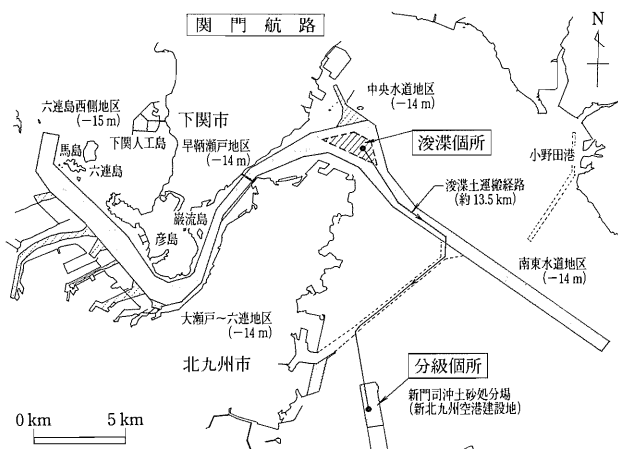 関門航路
N
中央水道地区
(−14 m)
六連島西側地区
(−15 m)
下関市
下関人工島
早鞆瀬戸地区
(−14 m)
浚渫個所
馬島
六連島
小野田港
浚渫土運搬経路
(約 13.5 km)
巌流島
彦島
南東水道地区
(−14 m)
大瀬戸～六連地区
(−14 m)
北九州市
分級個所
新門司沖土砂処分場
(新北九州空港建設地)
0 km 5 km